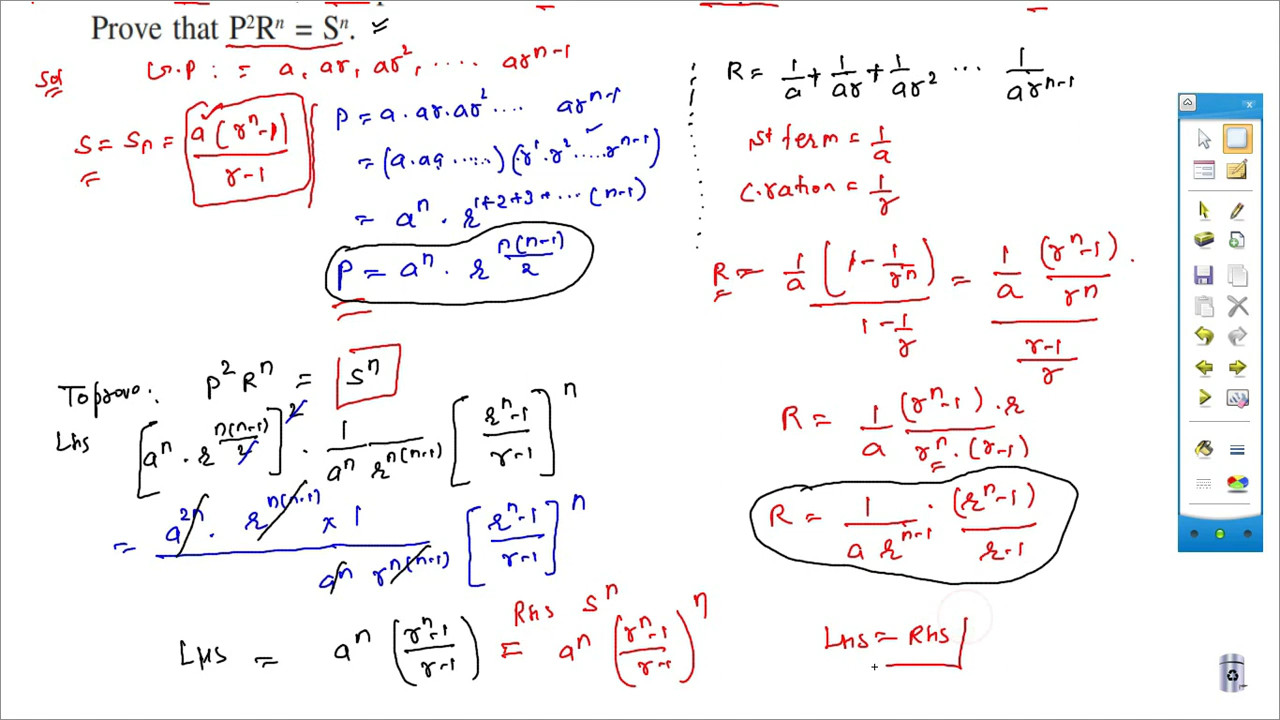 Prove that P²Rⁿ = Sⁿ.
Sol G.P : = a, ar, ar², .... arⁿ⁻¹
S = Sₙ = a(rⁿ-1)/(r-1)
P = a . ar . ar² .... arⁿ⁻¹
= (a.aa.....) (r¹.r².....rⁿ⁻¹)
= aⁿ . r^(1+2+3+...(n-1))
P = aⁿ . r^(n(n-1)/2)
R = 1/a + 1/ar + 1/ar² ... 1/arⁿ⁻¹
1st term = 1/a
C.ration = 1/r
R = 1/a (1 - 1/rⁿ) / (1 - 1/r) = 1/a (rⁿ-1)/rⁿ / ((r-1)/r) .
R = 1/a (rⁿ-1).r / (rⁿ.(r-1))
R = 1/(a rⁿ⁻¹) . (rⁿ-1)/(r-1)
To prove: P²Rⁿ = Sⁿ
Lhs [aⁿ . r^(n(n-1)/2)]² . 1/(aⁿ r^(n(n-1))) [(rⁿ-1)/(r-1)]ⁿ
= a²ⁿ . r^(n(n-1)) × 1 / (aⁿ r^(n(n-1))) [(rⁿ-1)/(r-1)]ⁿ
Rhs Sⁿ
LHS = aⁿ ((rⁿ-1)/(r-1)) = aⁿ ((rⁿ-1)/(r-1))ⁿ
LHS = RHS